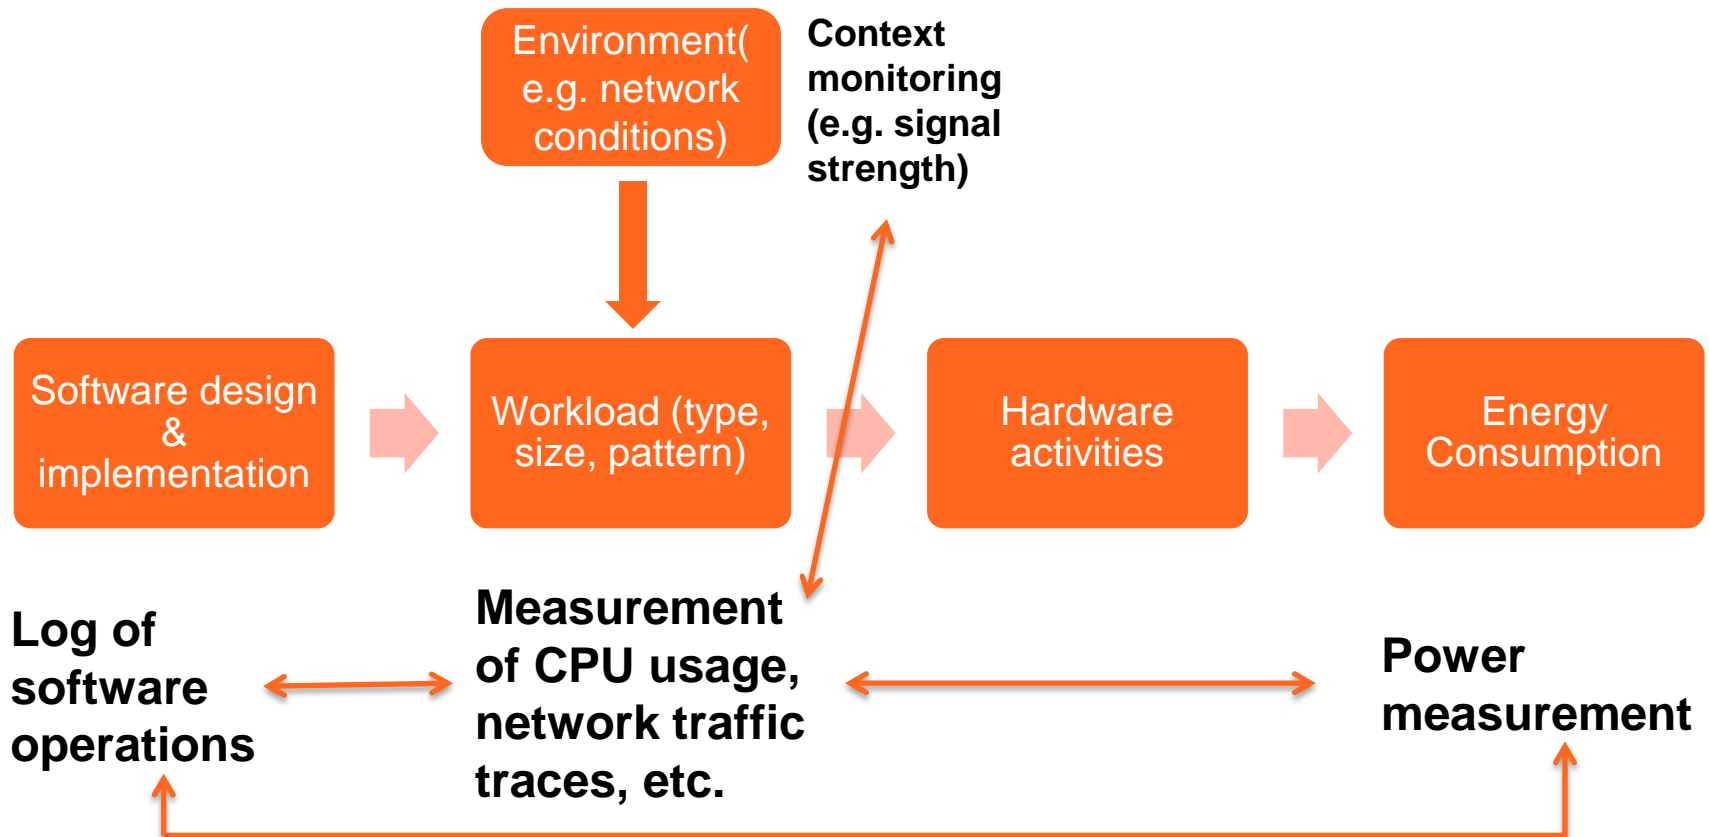 Environment(
e.g. network
conditions)
Context
monitoring
(e.g. signal
strength)
Software design
&
implementation
Workload (type,
size, pattern)
Hardware
activities
Energy
Consumption
Log of
software
operations
Measurement
of CPU usage,
network traffic
traces, etc.
Power
measurement